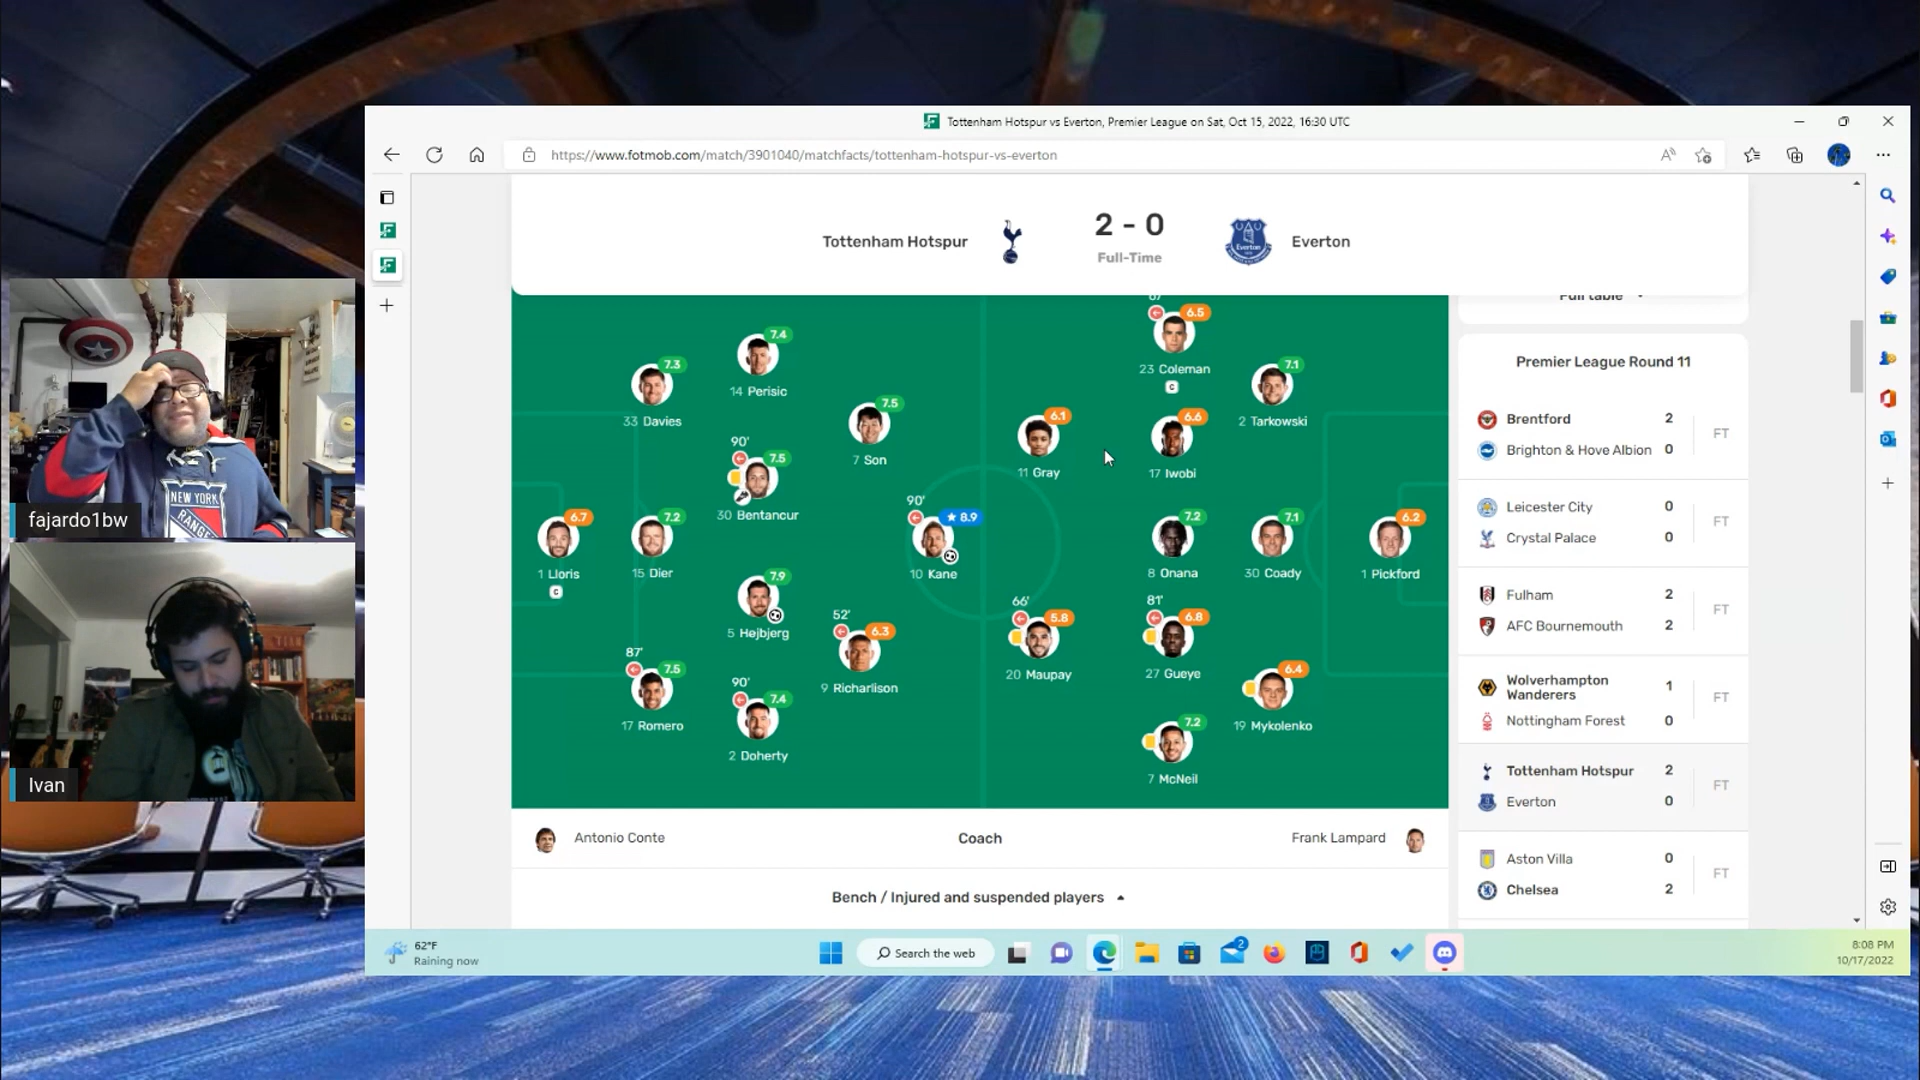 Tottenham Hotspur vs Everton, Premier League on Sat, Oct 15, 2022, 16:30 UTC
https://www.fotmob.com/match/3901040/matchfacts/tottenham-hotspur-vs-everton
Tottenham Hotspur
2 - 0
Full-Time
Everton
Everton
6.7
1 Lloris
C
7.3
33 Davies
7.2
15 Dier
87'
7.5
17 Romero
7.4
14 Perisic
90'
7.5
30 Bentancur
7.9
5 Hejbjerg
90'
7.4
2 Doherty
7.5
7 Son
90'
8.9
10 Kane
52'
6.3
9 Richarlison
6.1
11 Gray
66'
5.8
20 Maupay
6.5
23 Coleman
C
6.6
17 Iwobi
7.2
8 Onana
81'
6.8
27 Gueye
7.2
7 McNeil
7.1
2 Tarkowski
7.1
30 Coady
6.4
19 Mykolenko
6.2
1 Pickford
Antonio Conte
Coach
Frank Lampard
Bench / Injured and suspended players
Full table
Premier League Round 11
Brentford 2
Brighton & Hove Albion 0
FT
Leicester City 0
Crystal Palace 0
FT
Fulham 2
AFC Bournemouth 2
FT
Wolverhampton
Wanderers 1
Nottingham Forest 0
FT
Tottenham Hotspur 2
Everton 0
FT
Aston Villa 0
Chelsea 2
FT
NEW YORK
RANGERS
fajardo1bw
Ivan
62°F
Raining now
Search the web
2
8:08 PM
10/17/2022